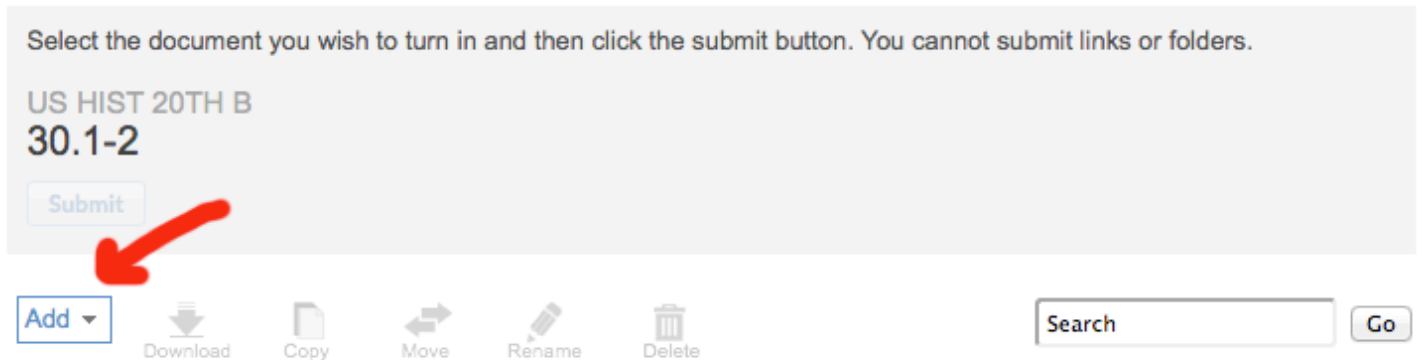 Select the document you wish to turn in and then click the submit button. You cannot submit links or folders.
US HIST 20TH B
30.1-2
Submit
Add
Download Copy Move Rename Delete
Search Go